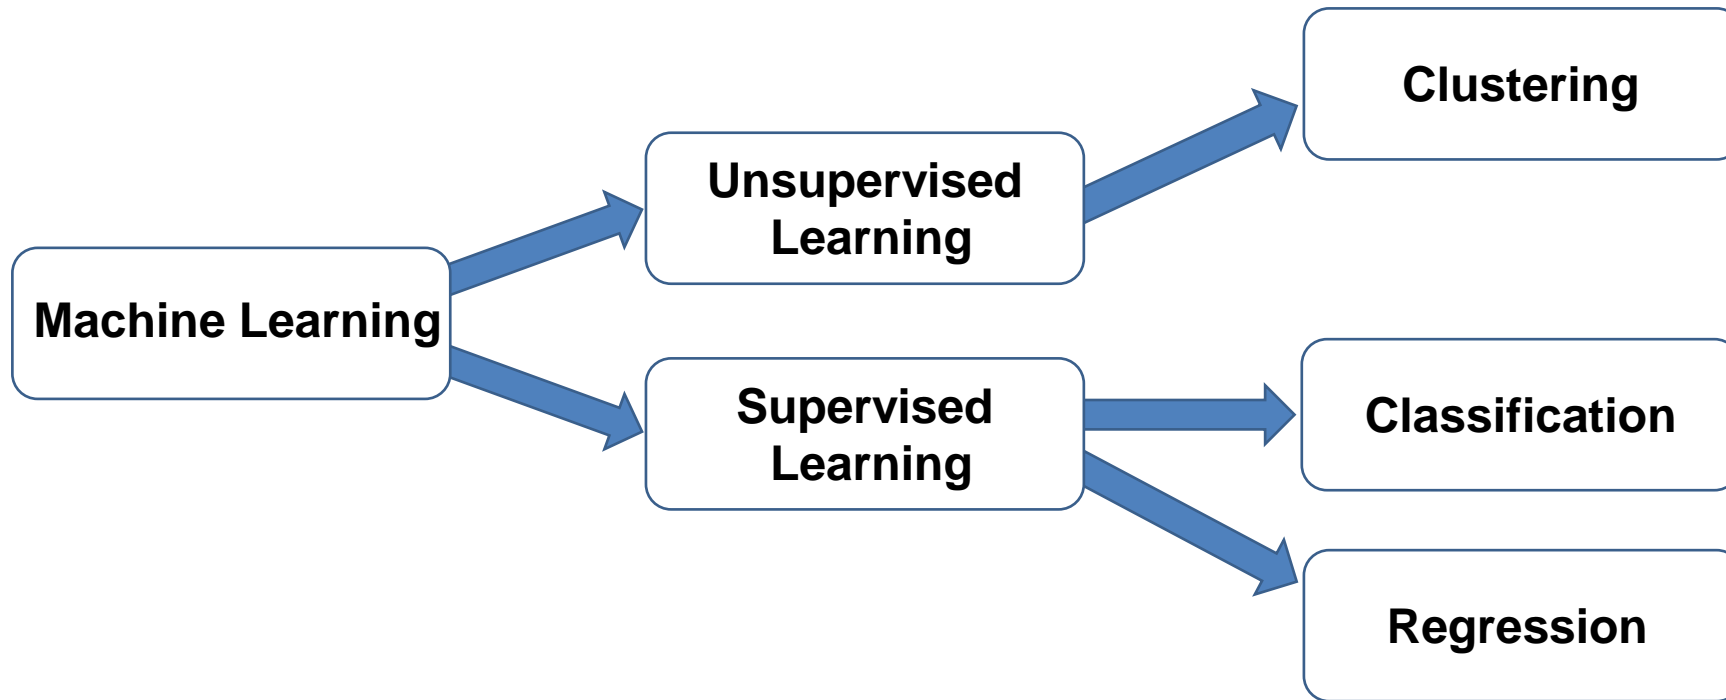 Machine Learning
Unsupervised
Learning
Supervised
Learning
Clustering
Classification
Regression